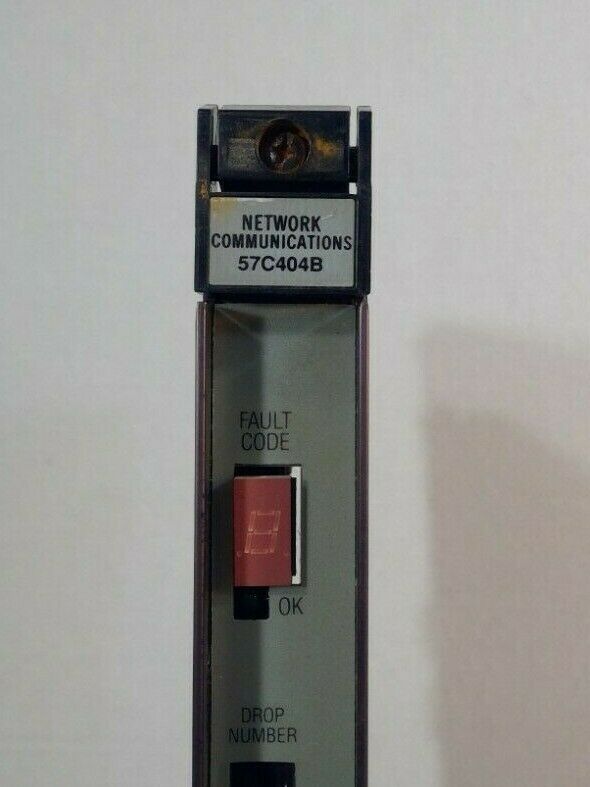 NETWORK
COMMUNICATIONS
57C404B
FAULT
CODE
OK
DROP
NUMBER